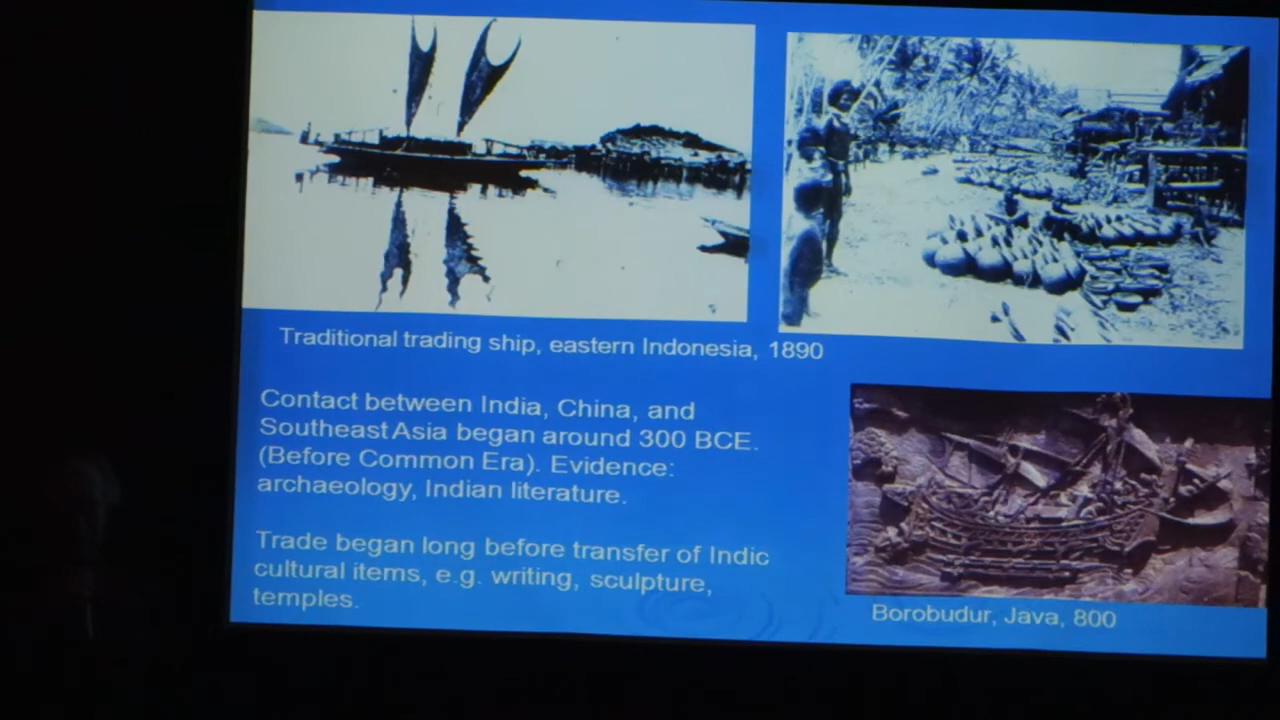 Traditional trading ship, eastern Indonesia, 1890
Contact between India, China, and
Southeast Asia began around 300 BCE.
(Before Common Era). Evidence:
archaeology, Indian literature.
Trade began long before transfer of Indic
cultural items, e.g. writing, sculpture,
temples.
Borobudur, Java, 800